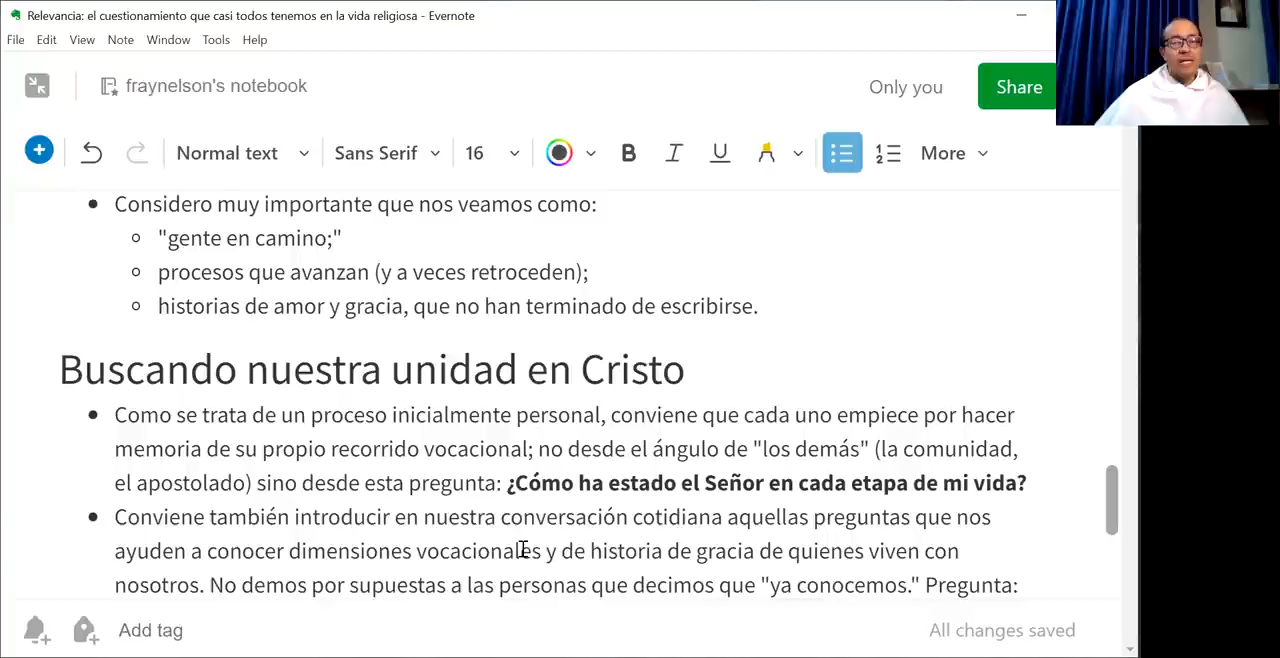 Relevancia: el cuestionamiento que casi todos tenemos en la vida religiosa - Evernote
File Edit View Note Window Tools Help
fraynelson's notebook
Only you
Share
Normal text
Sans Serif
16
B
I
U
More
Considero muy importante que nos veamos como:
"gente en camino;"
procesos que avanzan (y a veces retroceden);
historias de amor y gracia, que no han terminado de escribirse.
Buscando nuestra unidad en Cristo
Como se trata de un proceso inicialmente personal, conviene que cada uno empiece por hacer
memoria de su propio recorrido vocacional; no desde el ángulo de "los demás" (la comunidad,
el apostolado) sino desde esta pregunta: ¿Cómo ha estado el Señor en cada etapa de mi vida?
Conviene también introducir en nuestra conversación cotidiana aquellas preguntas que nos
ayuden a conocer dimensiones vocacionales y de historia de gracia de quienes viven con
nosotros. No demos por supuestas a las personas que decimos que "ya conocemos." Pregunta:
Add tag
All changes saved